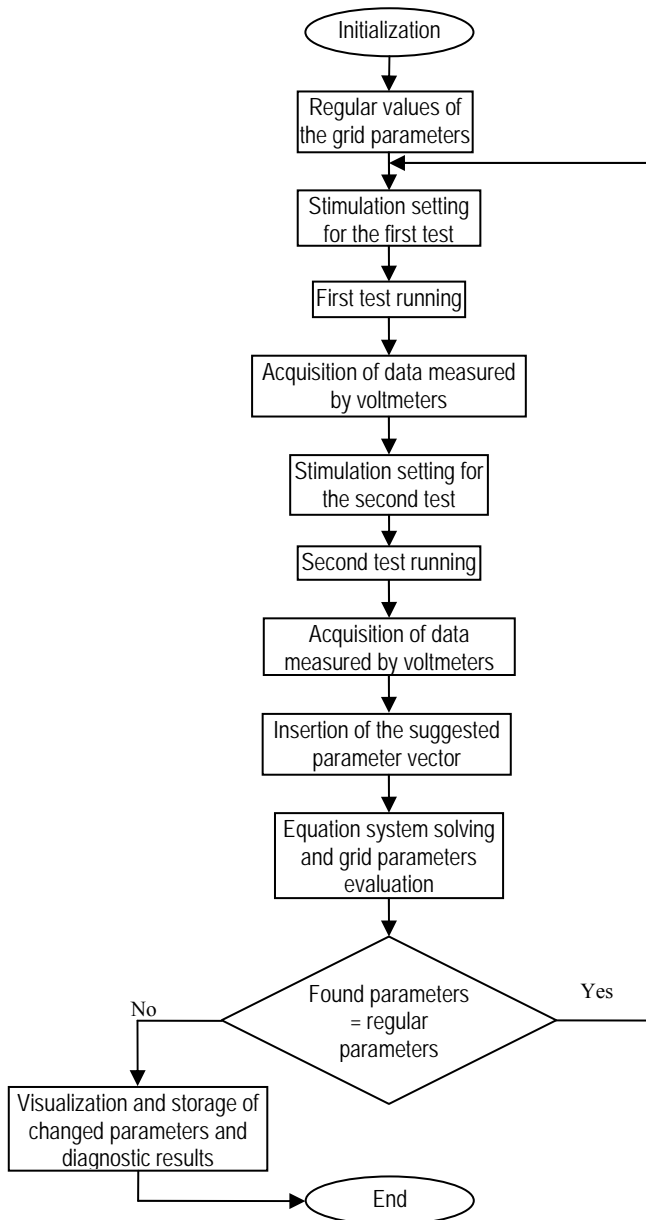 Initialization
Regular values of
the grid parameters
Stimulation setting
for the first test
First test running
Acquisition of data measured
by voltmeters
Stimulation setting for
the second test
Second test running
Acquisition of data
measured by voltmeters
Insertion of the suggested
parameter vector
Equation system solving
and grid parameters
evaluation
Found parameters
= regular
parameters
No
Yes
Visualization and storage of
changed parameters and
diagnostic results
End